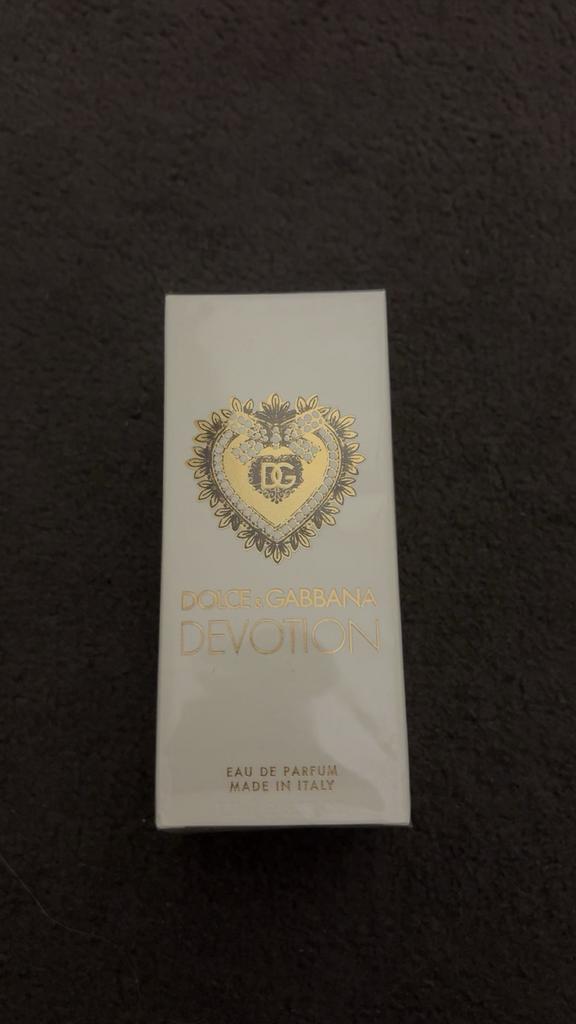 DG
DOLCE & GABBANA
DEVOTION
EAU DE PARFUM
MADE IN ITALY